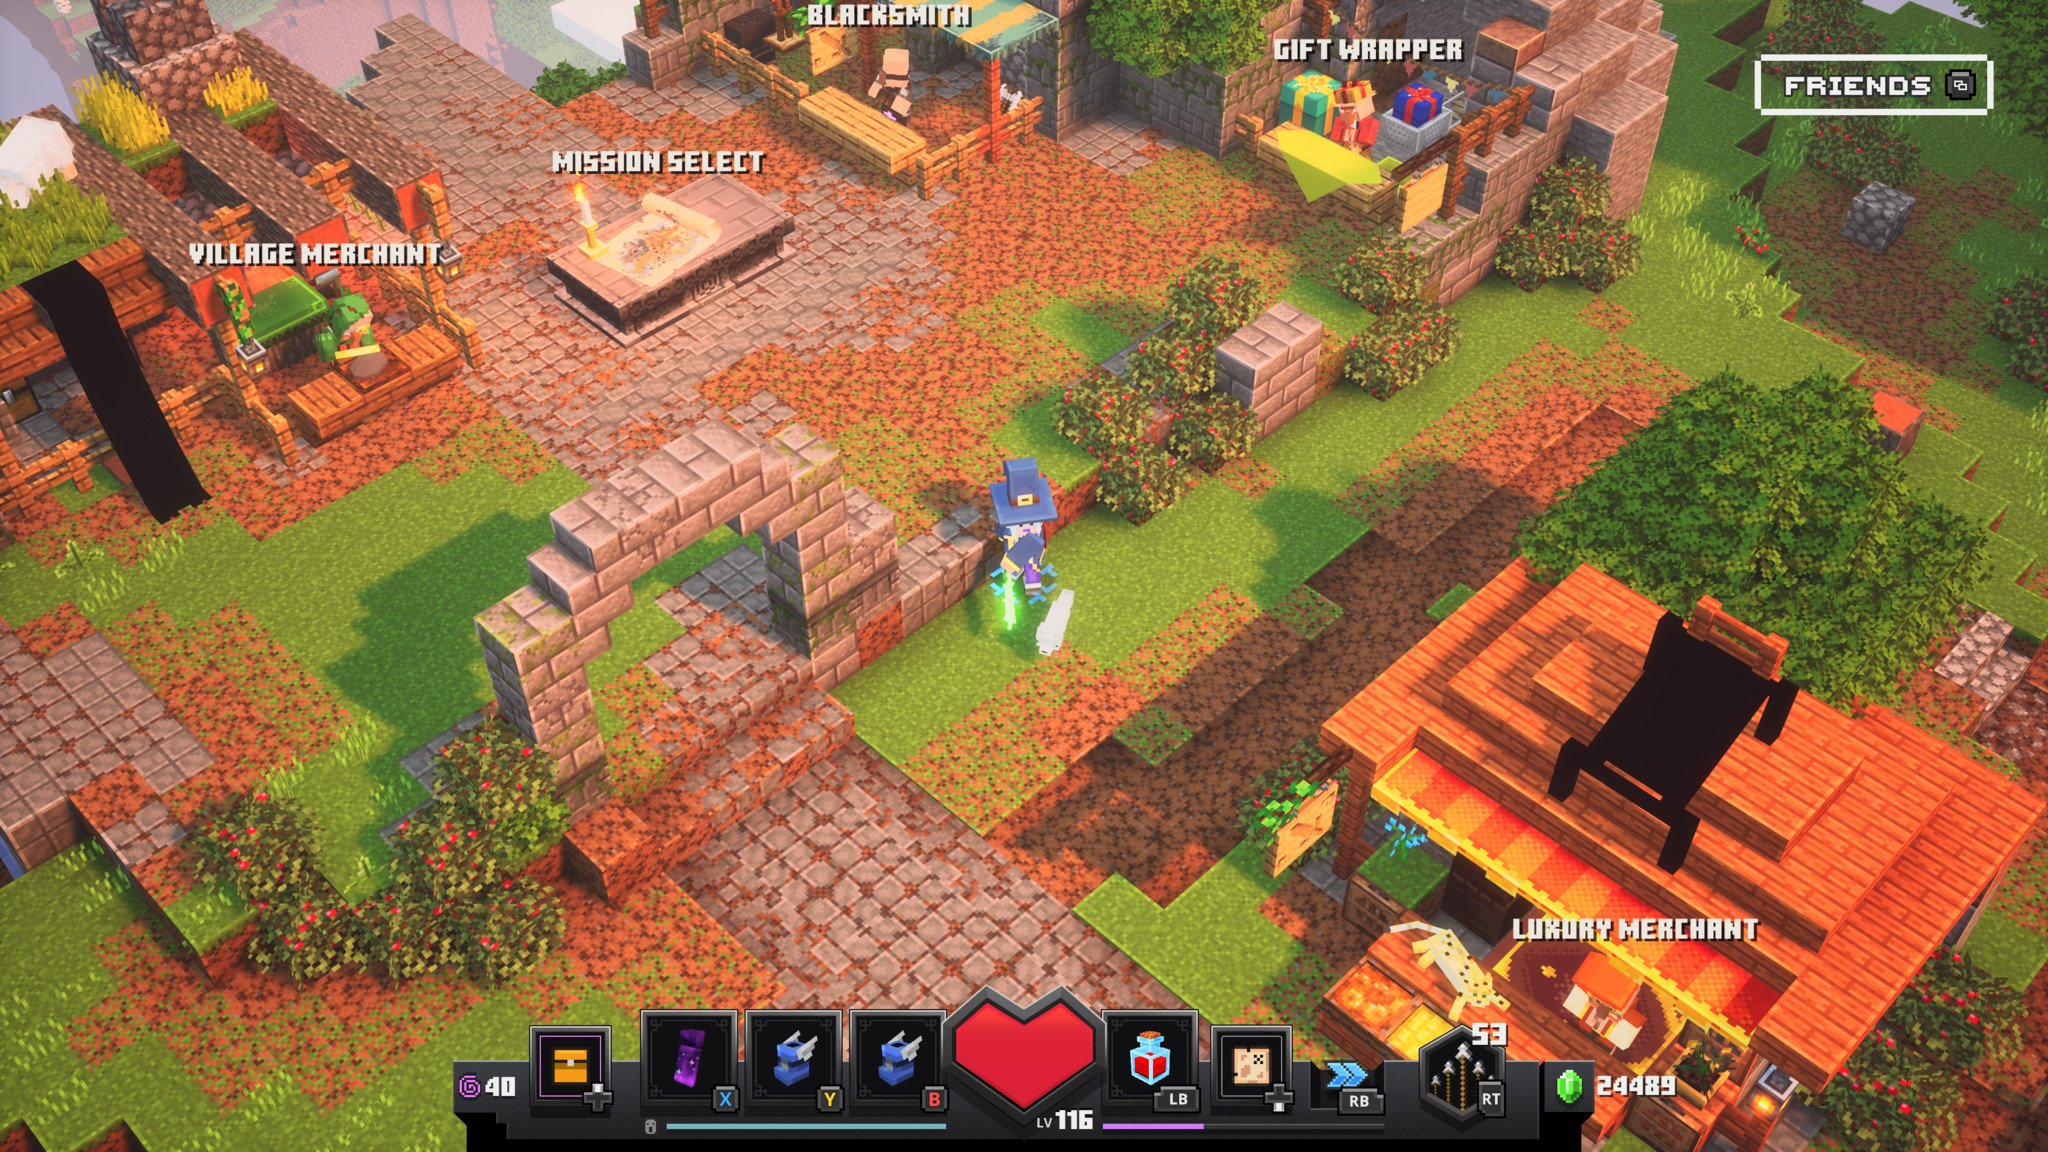 BLACKSMITH
GIFT WRAPPER
FRIENDS
MISSION SELECT
VILLAGE MERCHANT
LUXURY MERCHANT
53
40
X
Y
B
LB
RB
RT
24489
LV 116